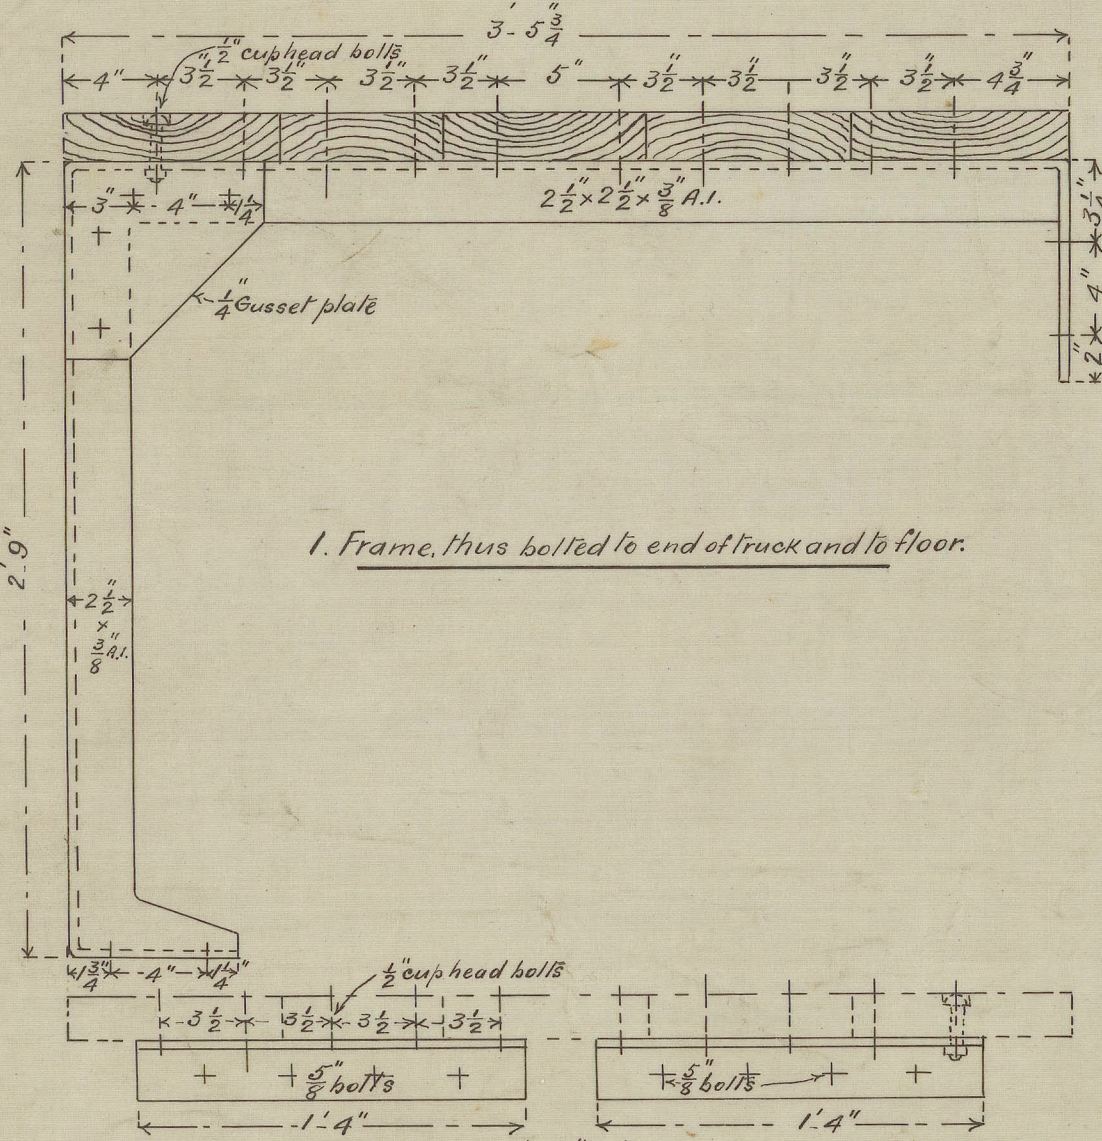 3'- 5 3/4"
1/2" cuphead bolts
4" 3 1/2" 3 1/2" 3 1/2" 3 1/2" 5" 3 1/2" 3 1/2" 3 1/2" 3 1/2" 4 3/4"
2 1/2" x 2 1/2" x 3/8" A.I.
3" 4" 1 1/4"
3 1/4"
4"
2"
1/4" Gusset plate
2'-9"
1. Frame, thus bolted to end of truck and to floor.
2 1/2"
x
3/8" A.I.
1 3/4" 4" 1 1/4"
1/2" cup head bolts
3 1/2 3 1/2 3 1/2 3 1/2"
5/8" bolts
5/8" bolts
1'-4"
1'-4"